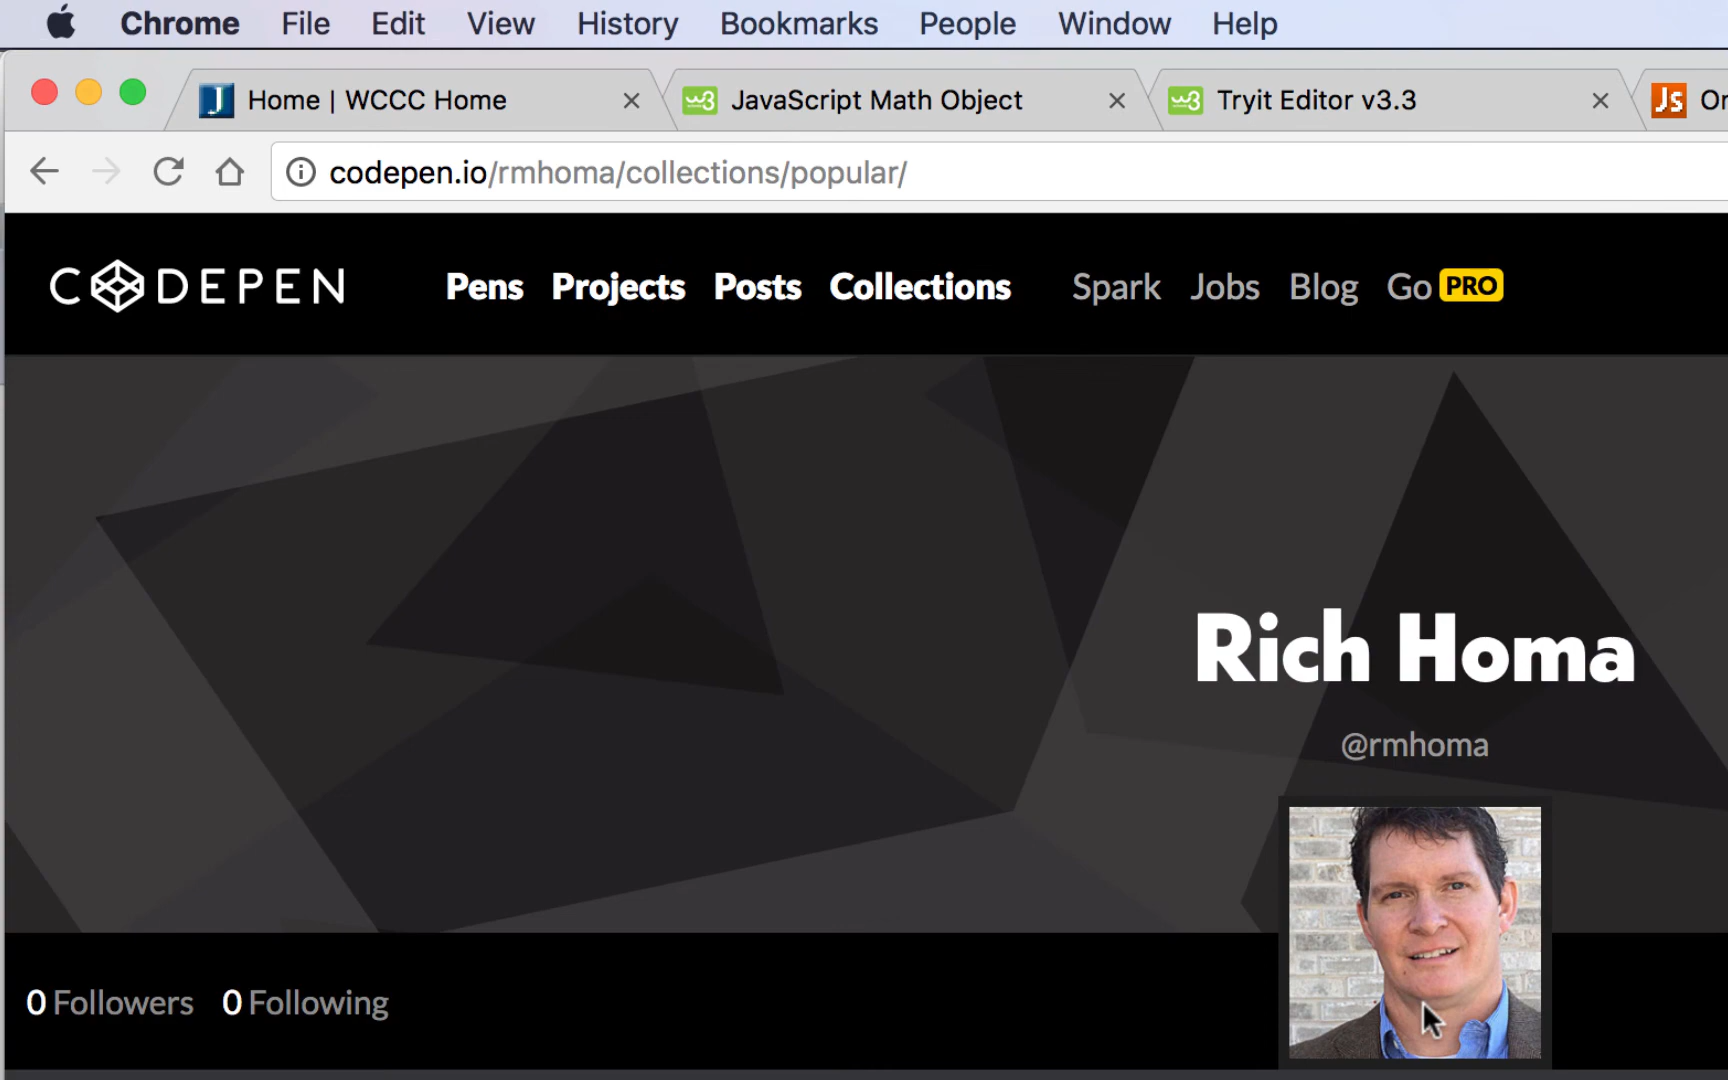 Chrome File Edit View History Bookmarks People Window Help
Home | WCCC Home JavaScript Math Object Tryit Editor v3.3 JS
codepen.io/rmhoma/collections/popular/
CODEPEN Pens Projects Posts Collections Spark Jobs Blog Go PRO
Rich Homa
@rmhoma
0 Followers 0 Following